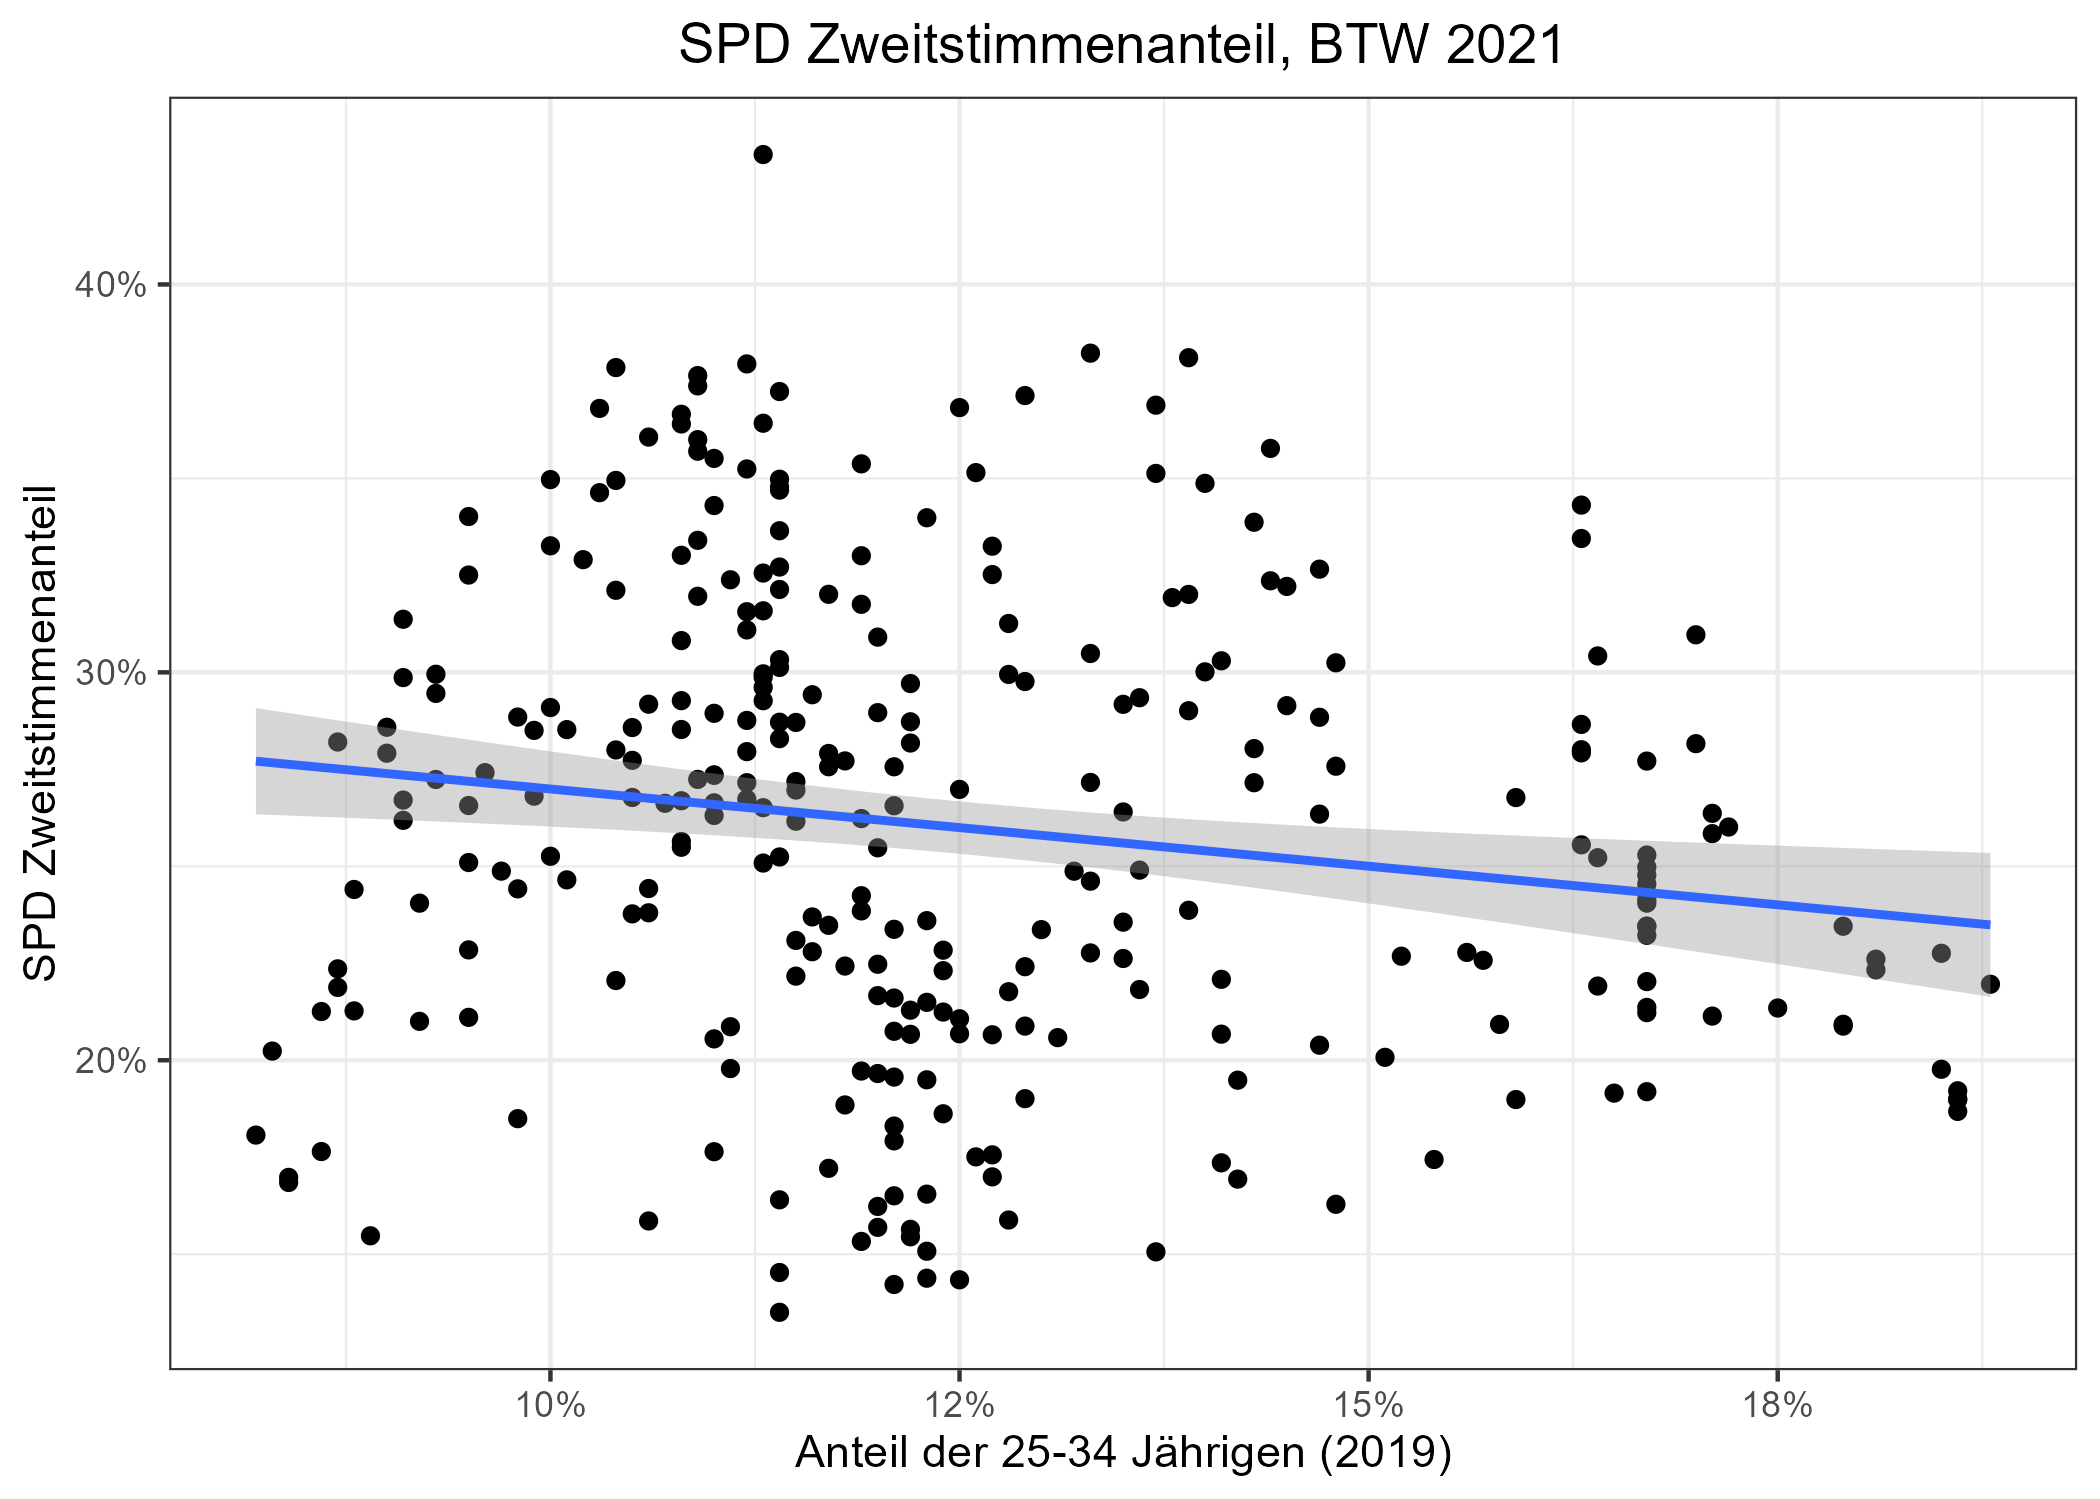 SPD Zweitstimmenanteil, BTW 2021
SPD Zweitstimmenanteil
40%
30%
20%
10%
12%
15%
18%
Anteil der 25-34 Jährigen (2019)